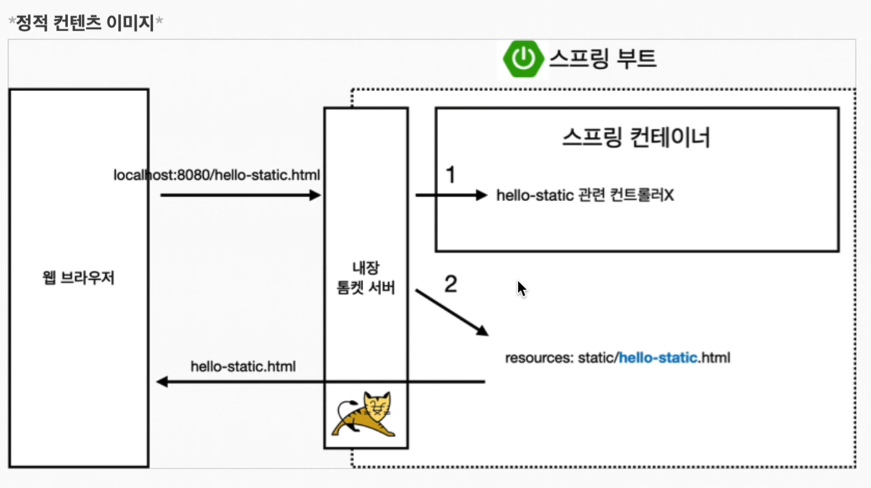 *정적 컨텐츠 이미지*
스프링 부트
스프링 컨테이너
localhost:8080/hello-static.html
1
hello-static 관련 컨트롤러X
웹 브라우저
내장
톰켓 서버
2
resources: static/hello-static.html
hello-static.html